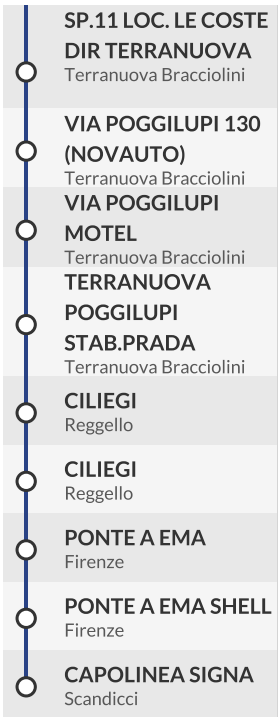 SP.11 LOC. LE COSTE
DIR TERRANUOVA
Terranuova Bracciolini
VIA POGGILUPI 130
(NOVAUTO)
Terranuova Bracciolini
VIA POGGILUPI
MOTEL
Terranuova Bracciolini
TERRANUOVA
POGGILUPI
STAB.PRADA
Terranuova Bracciolini
CILIEGI
Reggello
CILIEGI
Reggello
PONTE A EMA
Firenze
PONTE A EMA SHELL
Firenze
CAPOLINEA SIGNA
Scandicci